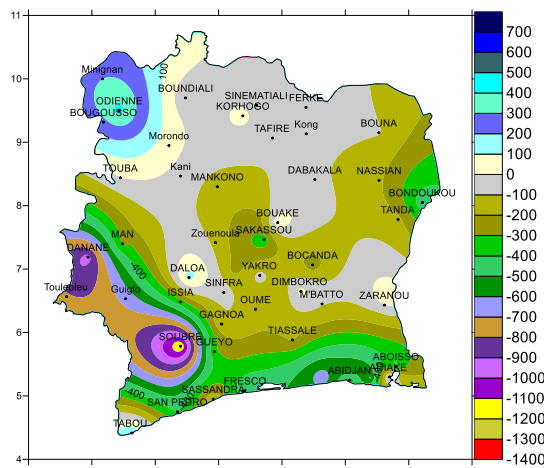 11
10
9
8
7
6
5
4
Minignan
100
ODIENNE
BOUNDIALI
SINEMATIALI
FERKE
KORHOGO
BOUGOUSSO
Morondo
TAFIRE
Kong
BOUNA
TOUBA
Kani
MANKONO
DABAKALA
NASSIAN
BONDOUKOU
TANDA
BOUAKE
SAKASSOU
MAN
Zouenoula
DANANE
-400
DALOA
YAKRO
BOCANDA
Toulepleu
Guiglo
ISSIA
SINFRA
DIMBOKRO
M'BATTO
ZARANOU
OUME
GAGNOA
TIASSALE
SOUBRE
GUEYO
ABOISSO
ABIDJAN
ADIAKE
FRESCO
SASSANDRA
-400
SAN PEDRO
TABOU
700
600
500
400
300
200
100
0
-100
-200
-300
-400
-500
-600
-700
-800
-900
-1000
-1100
-1200
-1300
-1400